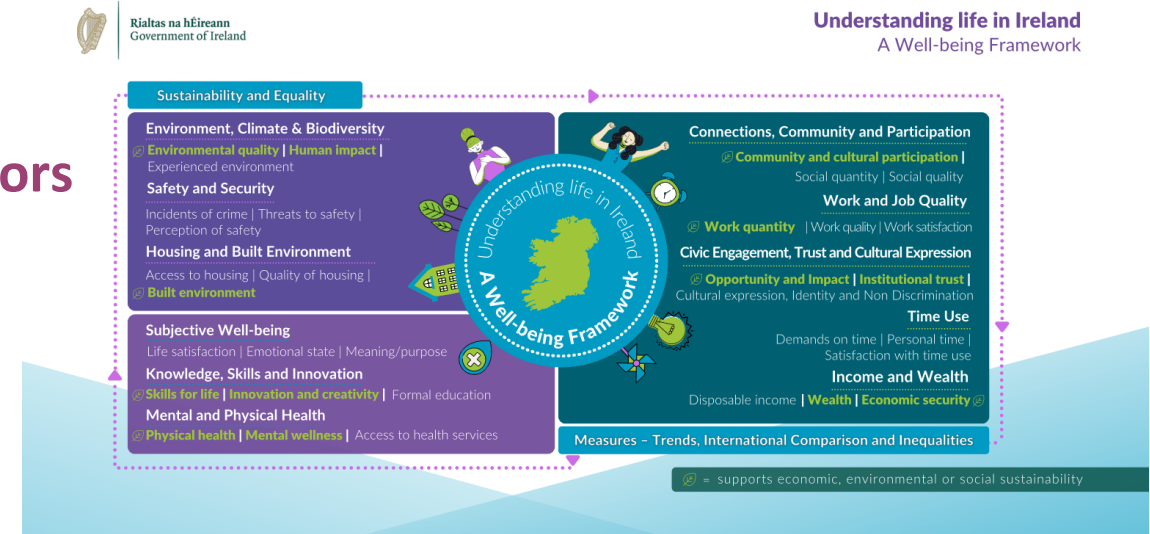 Rialtas na hÉireann
Government of Ireland
Understanding life in Ireland
A Well-being Framework
ors
Sustainability and Equality
Environment, Climate & Biodiversity
Environmental quality | Human impact |
Experienced environment
Safety and Security
Incidents of crime | Threats to safety |
Perception of safety
Housing and Built Environment
Access to housing | Quality of housing |
Built environment
Subjective Well-being
Life satisfaction | Emotional state | Meaning/purpose
Knowledge, Skills and Innovation
Skills for life | Innovation and creativity | Formal education
Mental and Physical Health
Physical health | Mental wellness | Access to health services
Understanding life in Ireland
A Well-being Framework
Connections, Community and Participation
Community and cultural participation |
Social quantity | Social quality
Work and Job Quality
Work quantity | Work quality | Work satisfaction
Civic Engagement, Trust and Cultural Expression
Opportunity and Impact | Institutional trust |
Cultural expression, Identity and Non Discrimination
Time Use
Demands on time | Personal time |
Satisfaction with time use
Income and Wealth
Disposable income | Wealth | Economic security
Measures – Trends, International Comparison and Inequalities
= supports economic, environmental or social sustainability